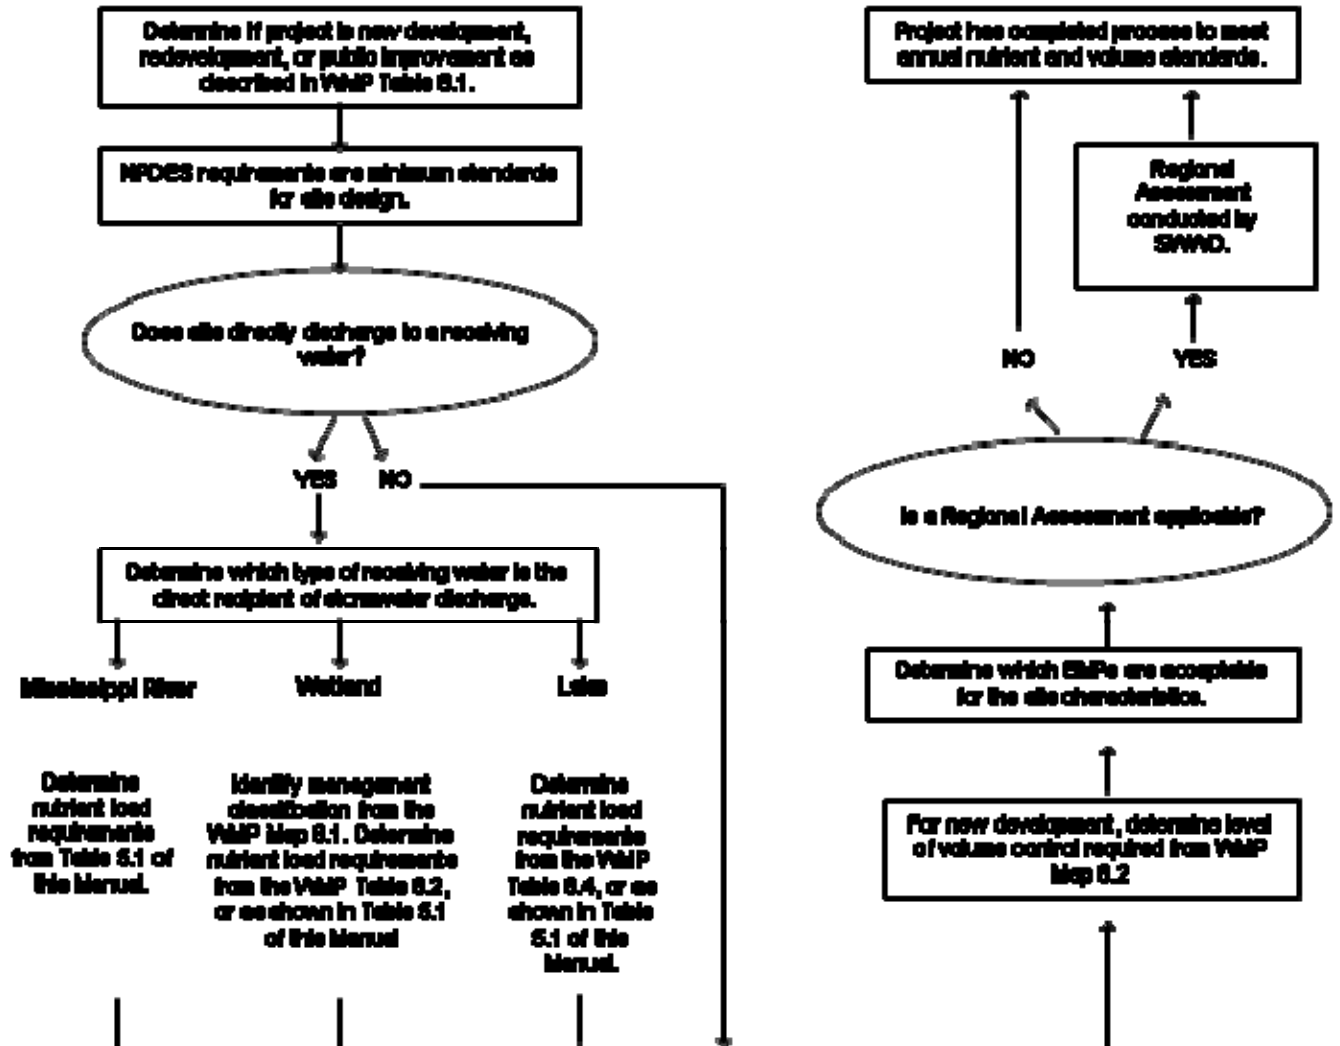 Determine if project is new development,
redevelopment, or public improvement as
described in WMP Table 6.1.
NPDES requirements are minimum standards
for site design.
Does site directly discharge to a receiving
water?
YES
NO
Determine which type of receiving water is the
direct recipient of stormwater discharge.
Mississippi River
Wetland
Lake
Determine
nutrient load
requirements
from Table 5.1 of
this Manual.
Identify management
classification from the
WMP Map 6.1. Determine
nutrient load requirements
from the WMP Table 6.2,
or as shown in Table 5.1
of this Manual
Determine
nutrient load
requirements
from the WMP
Table 6.4, or as
shown in Table
5.1 of this
Manual.
Project has completed process to meet
annual nutrient and volume standards.
Regional
Assessment
conducted by
NO
YES
Is a Regional Assessment applicable?
Determine which BMPs are acceptable
for the site characteristics.
For new development, determine level
of volume control required from WMP
Map 6.2